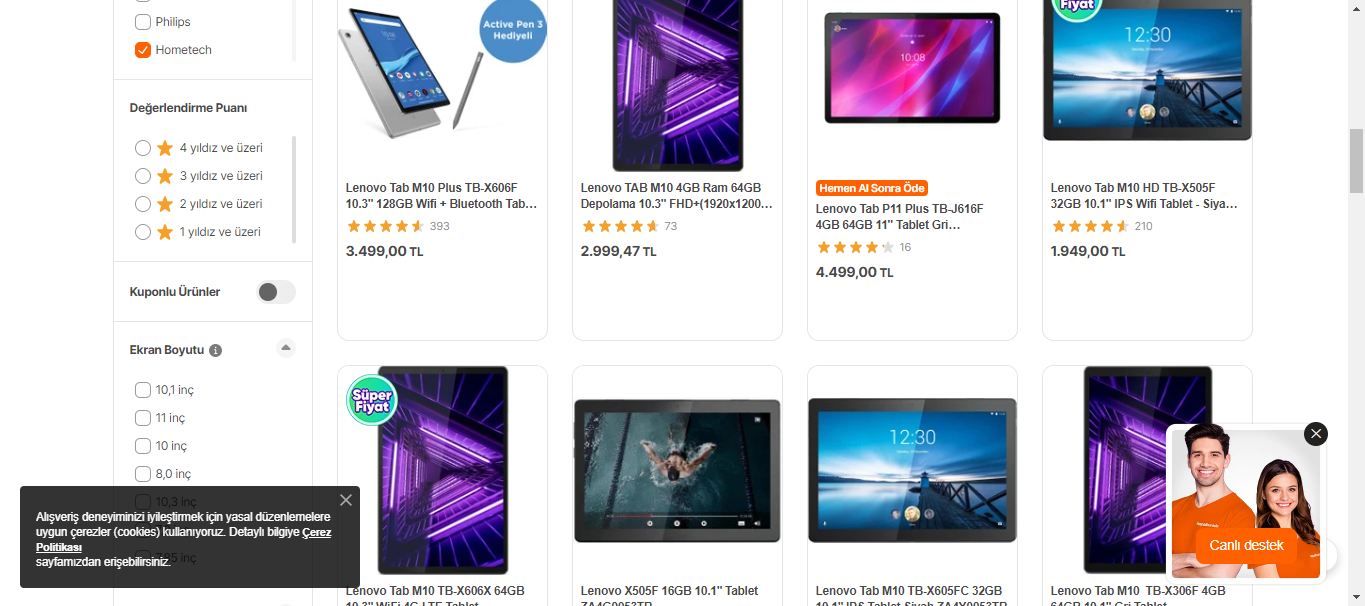 Philips
Hometech
Değerlendirme Puanı
4 yıldız ve üzeri
3 yıldız ve üzeri
2 yıldız ve üzeri
1 yıldız ve üzeri
Kuponlu Ürünler
Ekran Boyutu
10,1 inç
11 inç
10 inç
8,0 inç
10,3 inç
Alışveriş deneyiminizi iyileştirmek için yasal düzenlemelere
uygun çerezler (cookies) kullanıyoruz. Detaylı bilgiye Çerez
Politikası
sayfamızdan erişebilirsiniz.
Active Pen 3
Hediyeli
Lenovo Tab M10 Plus TB-X606F
10.3" 128GB Wifi + Bluetooth Tab...
393
3.499,00 TL
Lenovo TAB M10 4GB Ram 64GB
Depolama 10.3" FHD+(1920x1200...
73
2.999,47 TL
10:08
Hemen Al Sonra Öde
Lenovo Tab P11 Plus TB-J616F
4GB 64GB 11" Tablet Gri...
16
4.499,00 TL
Fiyat
12:30
Lenovo Tab M10 HD TB-X505F
32GB 10.1" IPS Wifi Tablet - Siya...
210
1.949,00 TL
Süper
Fiyat
Lenovo Tab M10 TB-X606X 64GB
10.3" WiFi 4G LTE Tablet
Lenovo X505F 16GB 10.1" Tablet
ZA4G0053TR
12:30
Lenovo Tab M10 TB-X605FC 32GB
10.1" IPS Tablet Siyah ZA4Y0053TR
Lenovo Tab M10 TB-X306F 4GB
64GB 10.1" Gri Tablet
Canlı destek